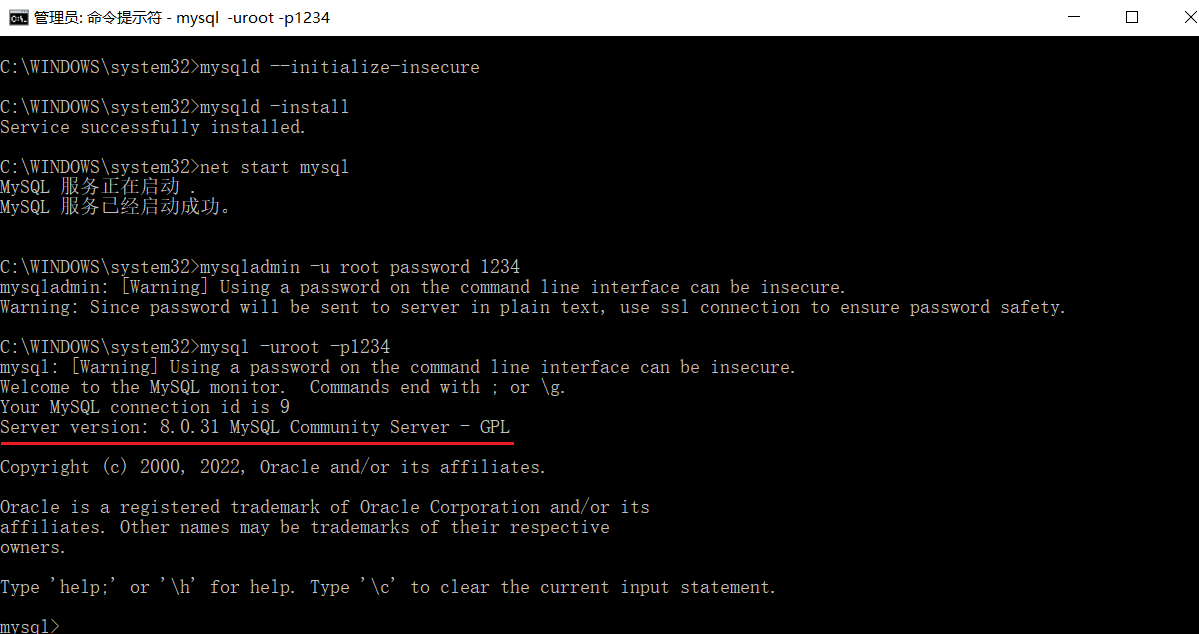 管理员: 命令提示符 - mysql  -uroot -p1234
C:\WINDOWS\system32>mysqld --initialize-insecure
C:\WINDOWS\system32>mysqld -install
Service successfully installed.
C:\WINDOWS\system32>net start mysql
MySQL 服务正在启动 .
MySQL 服务已经启动成功。
C:\WINDOWS\system32>mysqladmin -u root password 1234
mysqladmin: [Warning] Using a password on the command line interface can be insecure.
Warning: Since password will be sent to server in plain text, use ssl connection to ensure password safety.
C:\WINDOWS\system32>mysql -uroot -p1234
mysql: [Warning] Using a password on the command line interface can be insecure.
Welcome to the MySQL monitor.  Commands end with ; or \g.
Your MySQL connection id is 9
Server version: 8.0.31 MySQL Community Server - GPL
Copyright (c) 2000, 2022, Oracle and/or its affiliates.
Oracle is a registered trademark of Oracle Corporation and/or its
affiliates. Other names may be trademarks of their respective
owners.
Type 'help;' or '\h' for help. Type '\c' to clear the current input statement.
mysql>